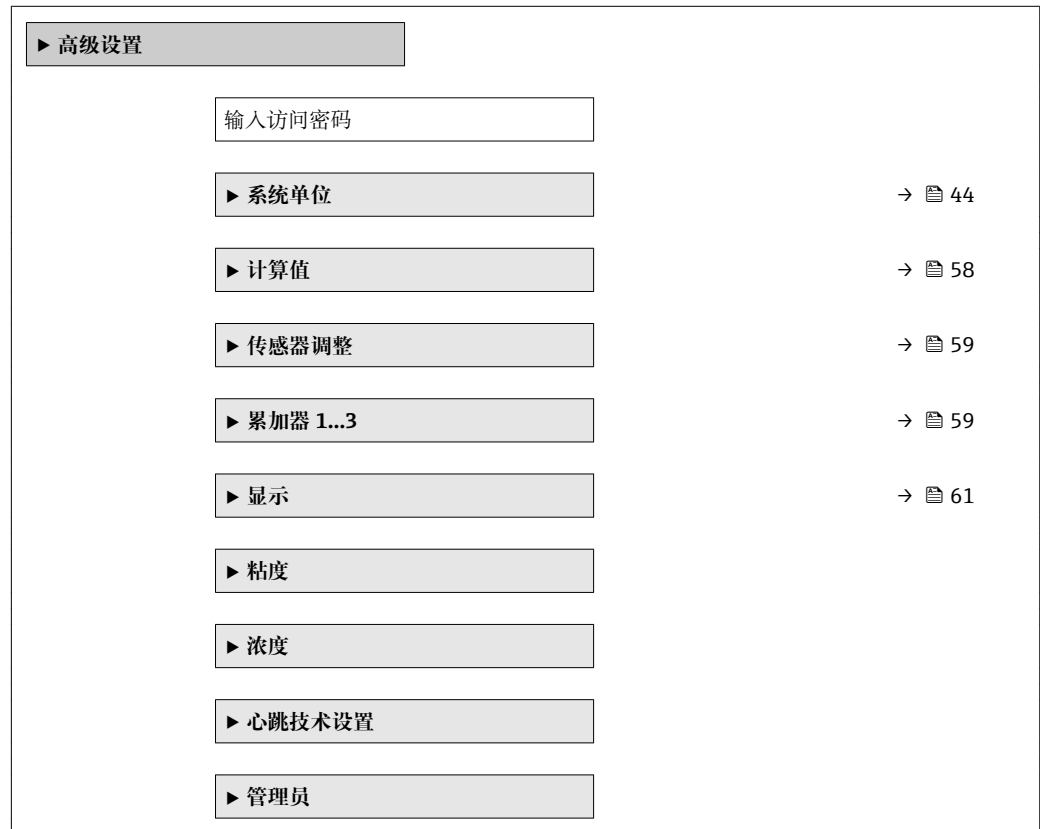 ▶ 高级设置
输入访问密码
▶ 系统单位 → 🖹 44
▶ 计算值 → 🖹 58
▶ 传感器调整 → 🖹 59
▶ 累加器 1...3 → 🖹 59
▶ 显示 → 🖹 61
▶ 粘度
▶ 浓度
▶ 心跳技术设置
▶ 管理员